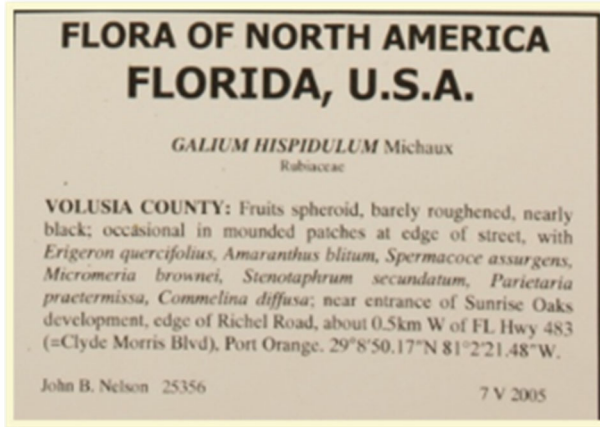 FLORA OF NORTH AMERICA
FLORIDA, U.S.A.
GALIUM HISPIDULUM Michaux
Rubiaceae
VOLUSIA COUNTY: Fruits spheroid, barely roughened, nearly
black; occasional in mounded patches at edge of street, with
Erigeron quercifolius, Amaranthus blitum, Spermacoce assurgens,
Micromeria brownei, Stenotaphrum secundatum, Parietaria
praetermissa, Commelina diffusa; near entrance of Sunrise Oaks
development, edge of Richel Road, about 0.5km W of FL Hwy 483
(=Clyde Morris Blvd), Port Orange. 29°8'50.17"N 81°2'21.48"W.
John B. Nelson 25356
7 V 2005